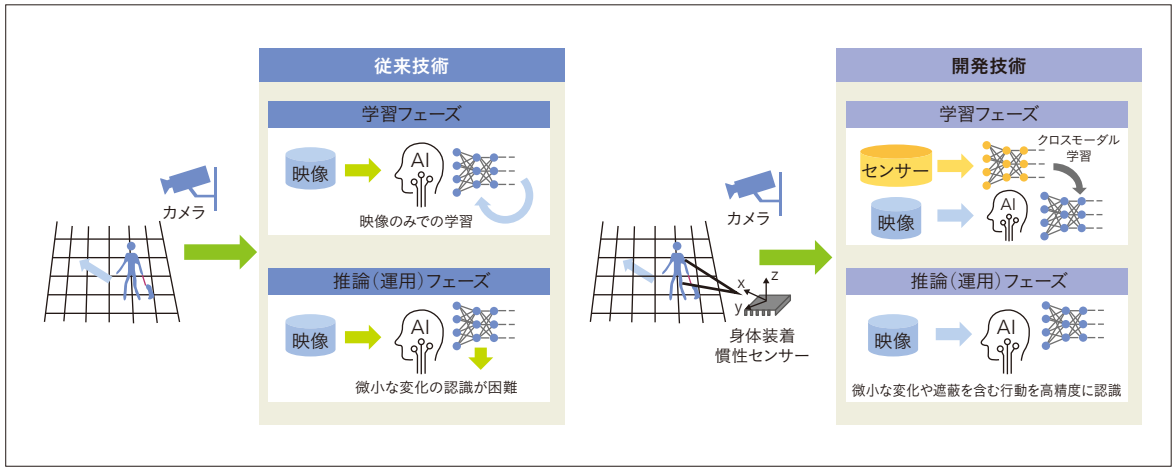 カメラ
従来技術
学習フェーズ
映像
AI
映像のみでの学習
推論(運用)フェーズ
映像
AI
微小な変化の認識が困難
カメラ
x
y
z
身体装着
慣性センサー
開発技術
学習フェーズ
センサー
クロスモーダル
学習
映像
AI
推論(運用)フェーズ
映像
AI
微小な変化や遮蔽を含む行動を高精度に認識